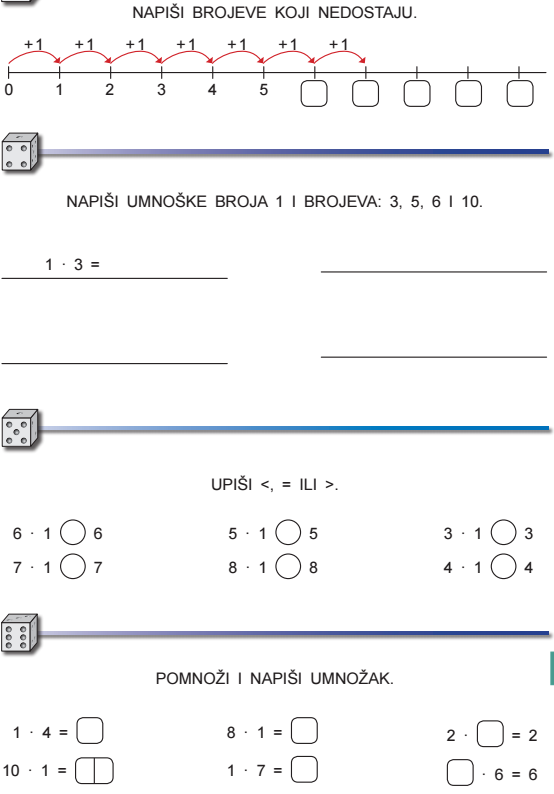 NAPIŠI BROJEVE KOJI NEDOSTAJU.
+1 +1 +1 +1 +1 +1 +1
0 1 2 3 4 5
NAPIŠI UMNOŠKE BROJA 1 I BROJEVA: 3, 5, 6 I 10.
1 · 3 =
UPIŠI <, = ILI >.
6 · 1 6 5 · 1 5 3 · 1 3
7 · 1 7 8 · 1 8 4 · 1 4
POMNOŽI I NAPIŠI UMNOŽAK.
1 · 4 = 8 · 1 = 2 · = 2
10 · 1 = 1 · 7 = · 6 = 6